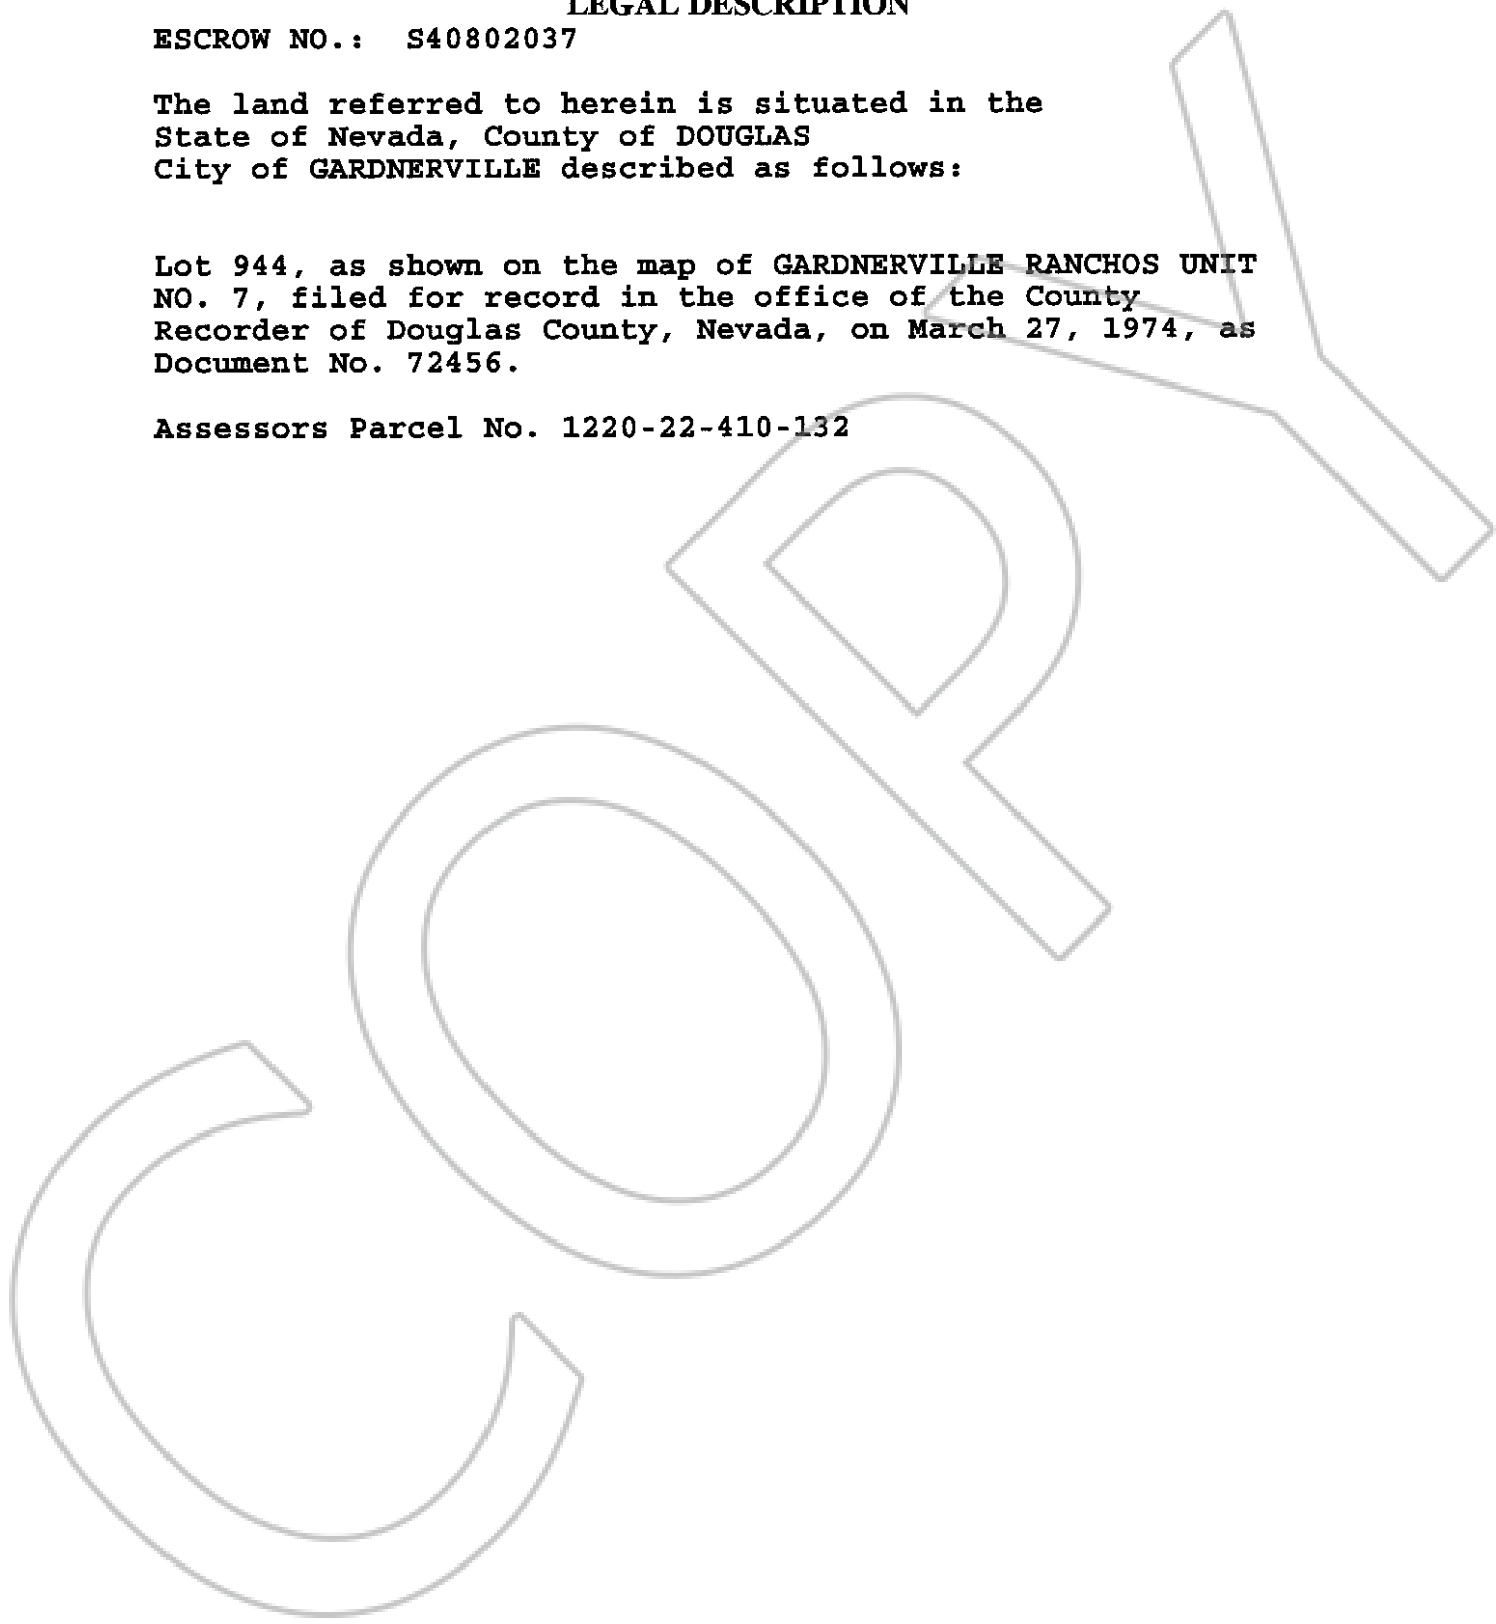 LEGAL DESCRIPTION
ESCROW NO.: S40802037
The land referred to herein is situated in the
State of Nevada, County of DOUGLAS
City of GARDNERVILLE described as follows:
Lot 944, as shown on the map of GARDNERVILLE RANCHOS UNIT
NO. 7, filed for record in the office of the County
Recorder of Douglas County, Nevada, on March 27, 1974, as
Document No. 72456.
Assessors Parcel No. 1220-22-410-132
COPY